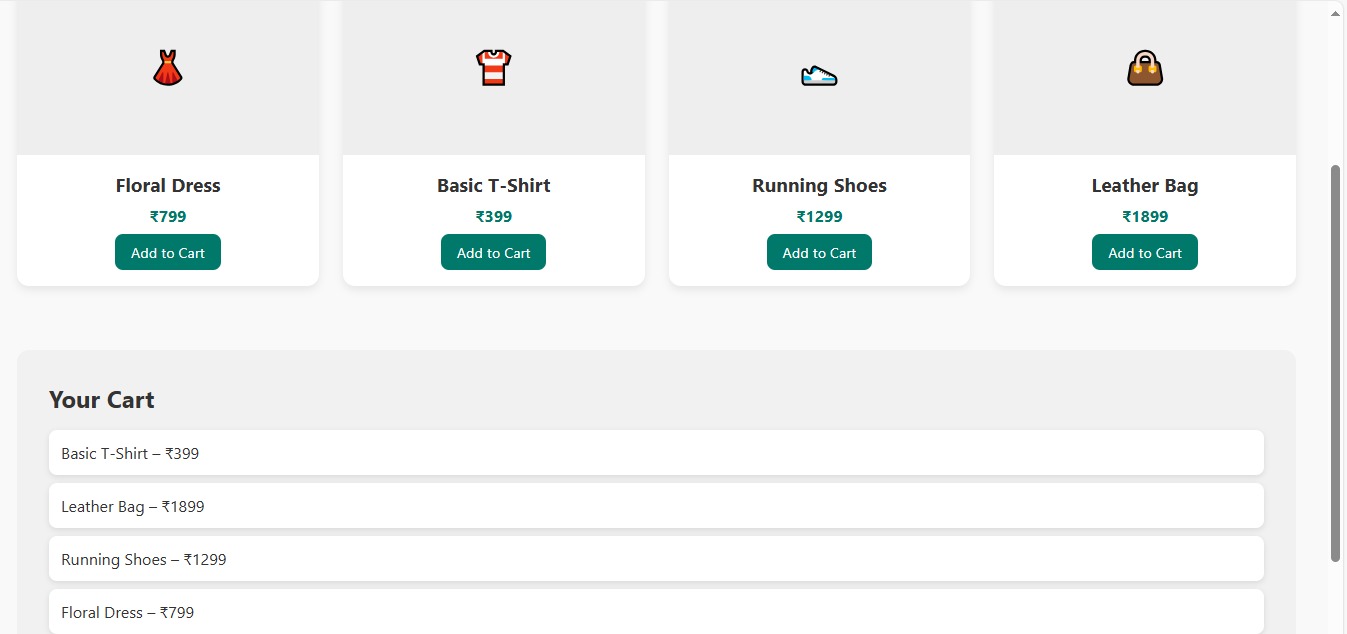 Floral Dress
₹799
Add to Cart
Basic T-Shirt
₹399
Add to Cart
Running Shoes
₹1299
Add to Cart
Leather Bag
₹1899
Add to Cart
Your Cart
Basic T-Shirt – ₹399
Leather Bag – ₹1899
Running Shoes – ₹1299
Floral Dress – ₹799